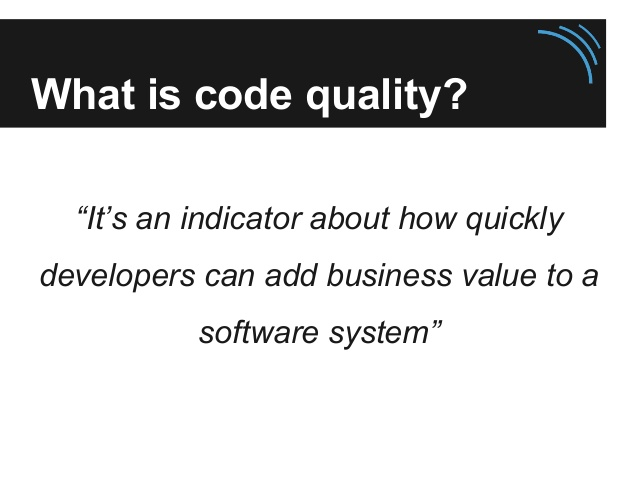 What is code quality?
“It’s an indicator about how quickly
developers can add business value to a
software system”